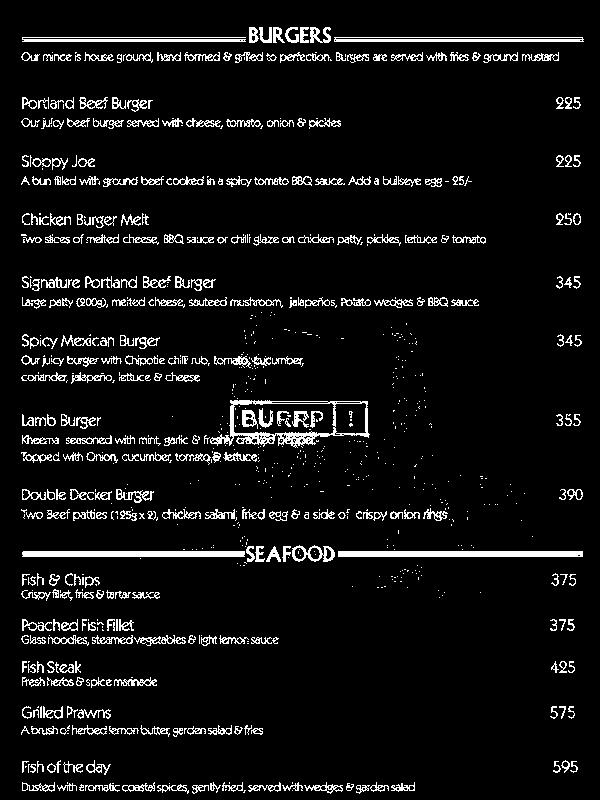 BURGERS
Our mince is house ground, hand formed & grilled to perfection. Burgers are served with fries & ground mustard
Portland Beef Burger 225
Our juicy beef burger served with cheese, tomato, onion & pickles
Sloppy Joe 225
A bun filled with ground beef cooked in a spicy tomato BBQ sauce. Add a bullseye egg - 25/-
Chicken Burger Melt 250
Two slices of melted cheese, BBQ sauce or chilli glaze on chicken patty, pickles, lettuce & tomato
Signature Portland Beef Burger 345
Large patty (200g), melted cheese, sauteed mushroom, jalapeños, Potato wedges & BBQ sauce
Spicy Mexican Burger 345
Our juicy burger with Chipotle chilli rub, tomato, cucumber,
coriander, jalapeño, lettuce & cheese
BURRP !
Lamb Burger 355
Kheema seasoned with mint, garlic & freshly cracked pepper.
Topped with Onion, cucumber, tomato & lettuce.
Double Decker Burger 390
Two Beef patties (125g x 2), chicken salami, fried egg & a side of crispy onion rings
SEAFOOD
Fish & Chips 375
Crispy fillet, fries & tartar sauce
Poached Fish Fillet 375
Glass noodles, steamed vegetables & light lemon sauce
Fish Steak 425
Fresh herbs & spice marinade
Grilled Prawns 575
A brush of herbed lemon butter, garden salad & fries
Fish of the day 595
Dusted with aromatic coastal spices, gently fried, served with wedges & garden salad